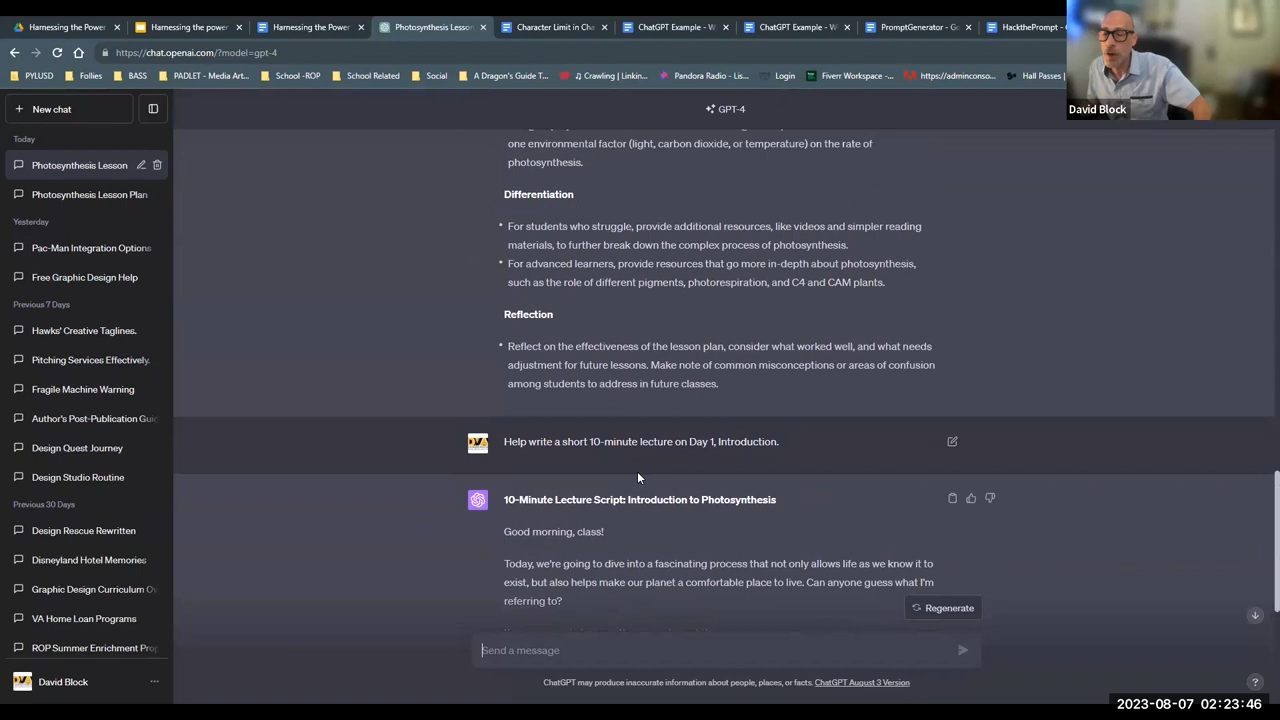 Harnessing the Power
Harnessing the Power
Harnessing the Power
Photosynthesis Lesson
Character Limit in Cha
ChatGPT Example - W
ChatGPT Example - W
PromptGenerator - Go
HackthePrompt -
https://chat.openai.com/?model=gpt-4
PYLUSD
Follies
BASS
PADLET - Media Art...
School -ROP
School Related
Social
A Dragon's Guide T...
(1) Crawling | Linkin...
Pandora Radio - Lis...
Login
Fiverr Workspace -...
https://adminconso...
Hall Passes
David Block
New chat
GPT-4
Today
Photosynthesis Lesson
Photosynthesis Lesson Plan
Yesterday
Pac-Man Integration Options
Free Graphic Design Help
Previous 7 Days
Hawks' Creative Taglines.
Pitching Services Effectively.
Fragile Machine Warning
Author's Post-Publication Guid
Design Quest Journey
Design Studio Routine
Previous 30 Days
Design Rescue Rewritten
Disneyland Hotel Memories
Graphic Design Curriculum Ov
VA Home Loan Programs
ROP Summer Enrichment Prop
David Block
one environmental factor (light, carbon dioxide, or temperature) on the rate of
photosynthesis.
Differentiation
• For students who struggle, provide additional resources, like videos and simpler reading
materials, to further break down the complex process of photosynthesis.
• For advanced learners, provide resources that go more in-depth about photosynthesis,
such as the role of different pigments, photorespiration, and C4 and CAM plants.
Reflection
• Reflect on the effectiveness of the lesson plan, consider what worked well, and what needs
adjustment for future lessons. Make note of common misconceptions or areas of confusion
among students to address in future classes.
DVA
Help write a short 10-minute lecture on Day 1, Introduction.
10-Minute Lecture Script: Introduction to Photosynthesis
Good morning, class!
Today, we're going to dive into a fascinating process that not only allows life as we know it to
exist, but also helps make our planet a comfortable place to live. Can anyone guess what I'm
referring to?
Regenerate
Send a message
ChatGPT may produce inaccurate information about people, places, or facts. ChatGPT August 3 Version
2023-08-07 02:23:46